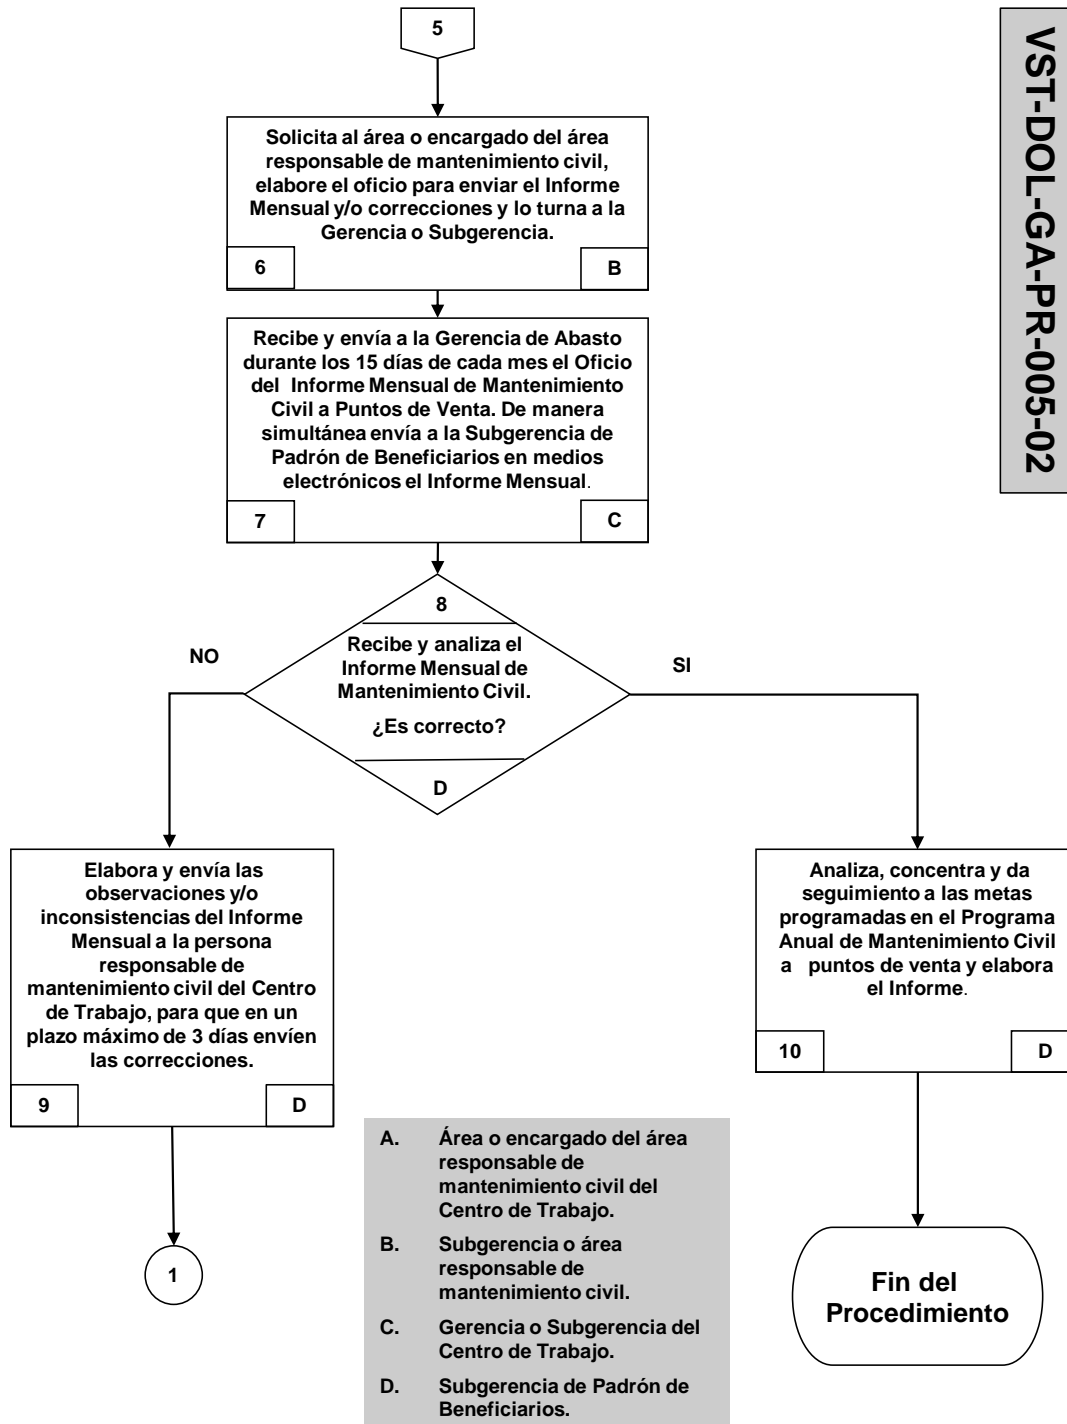 5
VST-DOL-GA-PR-005-02
Solicita al área o encargado del área
responsable de mantenimiento civil,
elabore el oficio para enviar el Informe
Mensual y/o correcciones y lo turna a la
Gerencia o Subgerencia.
6
B
Recibe y envía a la Gerencia de Abasto
durante los 15 días de cada mes el Oficio
del Informe Mensual de Mantenimiento
Civil a Puntos de Venta. De manera
simultánea envía a la Subgerencia de
Padrón de Beneficiarios en medios
electrónicos el Informe Mensual.
7
C
8
Recibe y analiza el
Informe Mensual de
Mantenimiento Civil.
¿Es correcto?
D
NO
SI
Elabora y envía las
observaciones y/o
inconsistencias del Informe
Mensual a la persona
responsable de
mantenimiento civil del Centro
de Trabajo, para que en un
plazo máximo de 3 días envíen
las correcciones.
9
D
1
Analiza, concentra y da
seguimiento a las metas
programadas en el Programa
Anual de Mantenimiento Civil
a puntos de venta y elabora
el Informe.
10
D
Fin del
Procedimiento
A. Área o encargado del área
responsable de
mantenimiento civil del
Centro de Trabajo.
B. Subgerencia o área
responsable de
mantenimiento civil.
C. Gerencia o Subgerencia del
Centro de Trabajo.
D. Subgerencia de Padrón de
Beneficiarios.